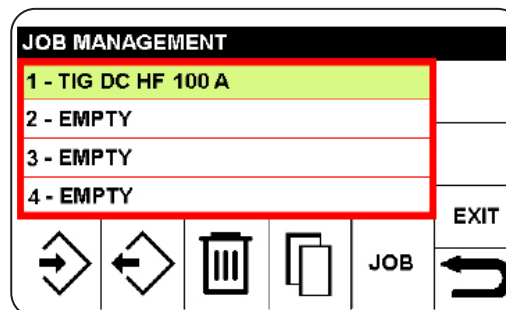 JOB MANAGEMENT
1 - TIG DC HF 100 A
2 - EMPTY
3 - EMPTY
4 - EMPTY
EXIT
JOB